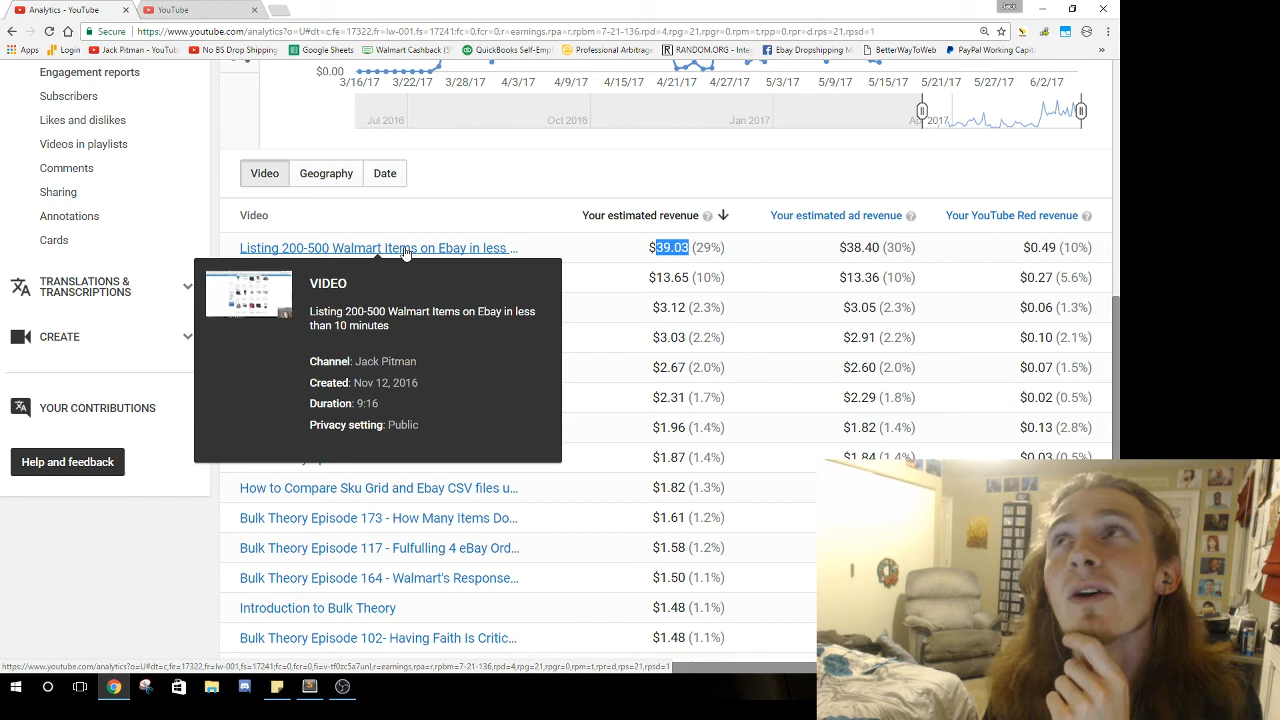 Analytics - YouTube
YouTube
Jack
Secure
https://www.youtube.com/analytics?o=U#dt=c,fe=17322,fr=lw-001,fs=17241;fc=0,fcr=0,r=earnings,rpa=r,rpbm=7-21-136,rpd=4,rpg=21,rpgr=0,rpm=t,rpp=0,rpr=d,rps=21,rpsd=1
Apps
Login
Jack Pitman - YouTu
No BS Drop Shipping
Google Sheets
Walmart Cashback (5
QuickBooks Self-Emp
Professional Artist
RANDOM.ORG - Inte
Ebay Dropshipping M
BetterWayToWeb
PayPal Working Capi
Engagement reports
Subscribers
Likes and dislikes
Videos in playlists
Comments
Sharing
Annotations
Cards
TRANSLATIONS &
TRANSCRIPTIONS
CREATE
YOUR CONTRIBUTIONS
Help and feedback
$0.00
3/16/17 3/22/17 3/28/17 4/3/17 4/9/17 4/15/17 4/21/17 4/27/17 5/3/17 5/9/17 5/15/17 5/21/17 5/27/17 6/2/17
Jul 2016 Oct 2016 Jan 2017 Apr 2017
Video Geography Date
Video Your estimated revenue Your estimated ad revenue Your YouTube Red revenue
Listing 200-500 Walmart Items on Ebay in less ... $39.03 (29%) $38.40 (30%) $0.49 (10%)
$13.65 (10%) $13.36 (10%) $0.27 (5.6%)
$3.12 (2.3%) $3.05 (2.3%) $0.06 (1.3%)
$3.03 (2.2%) $2.91 (2.2%) $0.10 (2.1%)
$2.67 (2.0%) $2.60 (2.0%) $0.07 (1.5%)
$2.31 (1.7%) $2.29 (1.8%) $0.02 (0.5%)
$1.96 (1.4%) $1.82 (1.4%) $0.13 (2.8%)
$1.87 (1.4%) $1.84 (1.4%) $0.03 (0.5%)
VIDEO
Listing 200-500 Walmart Items on Ebay in less
than 10 minutes
Channel: Jack Pitman
Created: Nov 12, 2016
Duration: 9:16
Privacy setting: Public
How to Compare Sku Grid and Ebay CSV files u... $1.82 (1.3%)
Bulk Theory Episode 173 - How Many Items Do... $1.61 (1.2%)
Bulk Theory Episode 117 - Fulfulling 4 eBay Ord... $1.58 (1.2%)
Bulk Theory Episode 164 - Walmart's Response... $1.50 (1.1%)
Introduction to Bulk Theory $1.48 (1.1%)
Bulk Theory Episode 102- Having Faith Is Critic... $1.48 (1.1%)